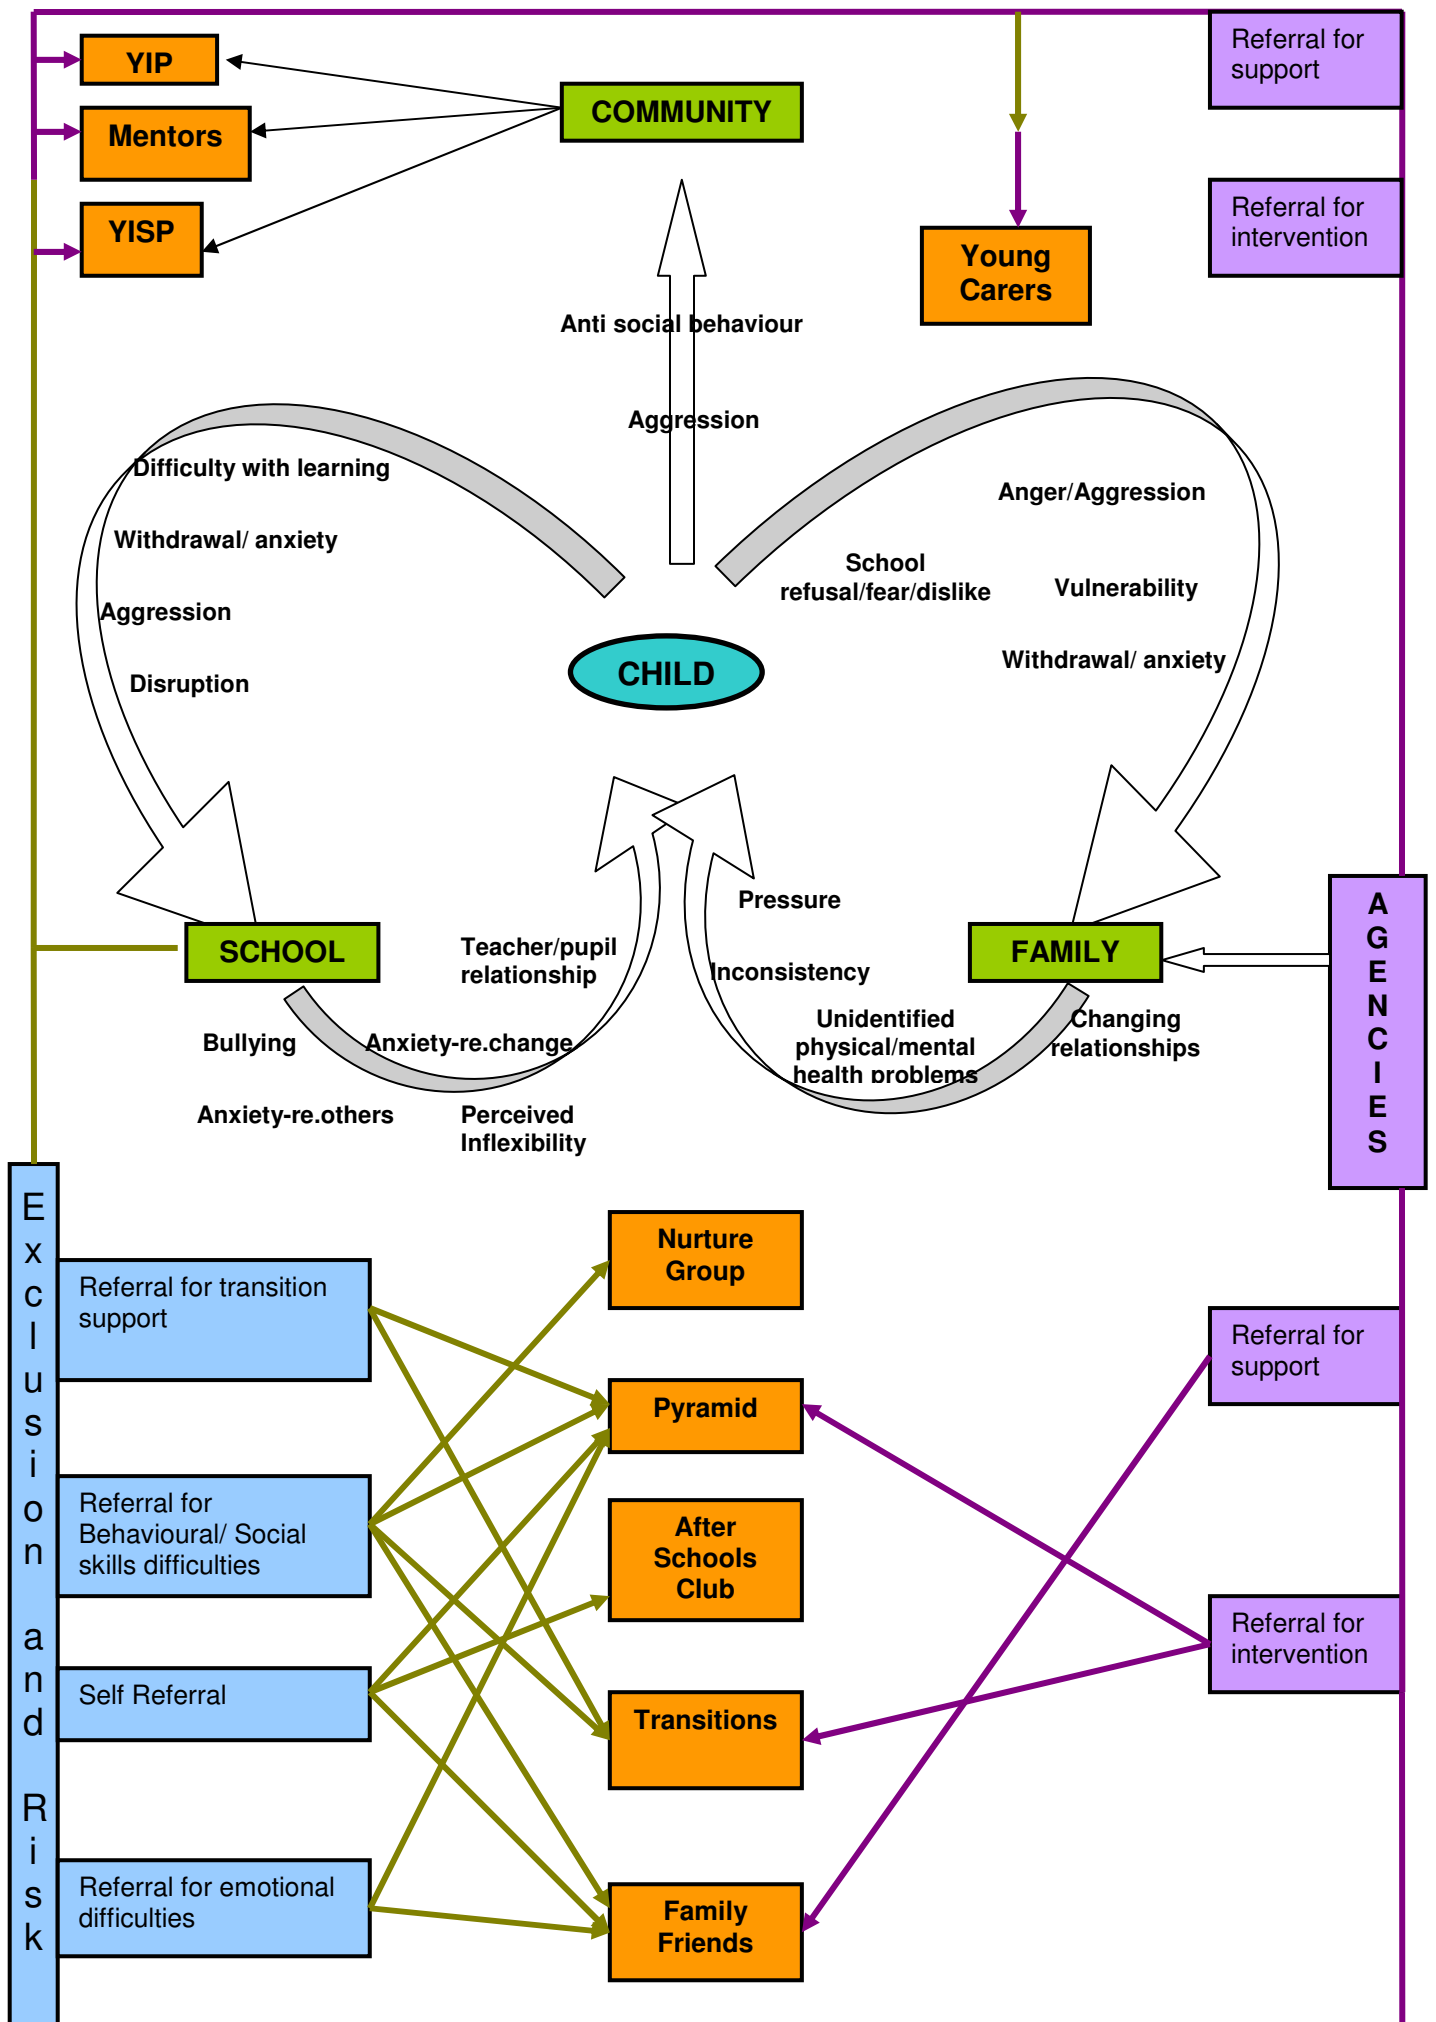 YIP
Mentors
YISP
COMMUNITY
Referral for
support
Referral for
intervention
Young
Carers
Anti social behaviour
Aggression
Difficulty with learning
Withdrawal/ anxiety
Aggression
Disruption
Anger/Aggression
School
refusal/fear/dislike
Vulnerability
Withdrawal/ anxiety
CHILD
SCHOOL
FAMILY
A
G
E
N
C
I
E
S
Teacher/pupil
relationship
Bullying
Anxiety-re.change
Anxiety-re.others
Perceived
Inflexibility
Pressure
Inconsistency
Unidentified
physical/mental
health problems
Changing
relationships
E
x
c
l
u
s
i
o
n
a
n
d
R
i
s
k
Referral for transition
support
Referral for
Behavioural/ Social
skills difficulties
Self Referral
Referral for emotional
difficulties
Nurture
Group
Pyramid
After
Schools
Club
Transitions
Family
Friends
Referral for
support
Referral for
intervention